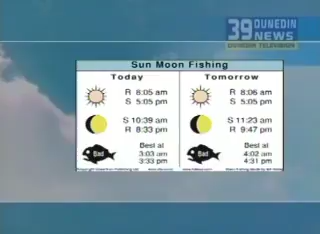 39 DUNEDIN
NEWS
DUNEDIN TELEVISION
Sun Moon Fishing
Today Tomorrow
R 8:05 am R 8:06 am
S 5:05 pm S 5:05 pm
S 10:39 am S 11:23 am
R 8:33 pm R 9:47 pm
Bad Best at Bad Best at
3:03 am 4:02 am
3:33 pm 4:31 pm